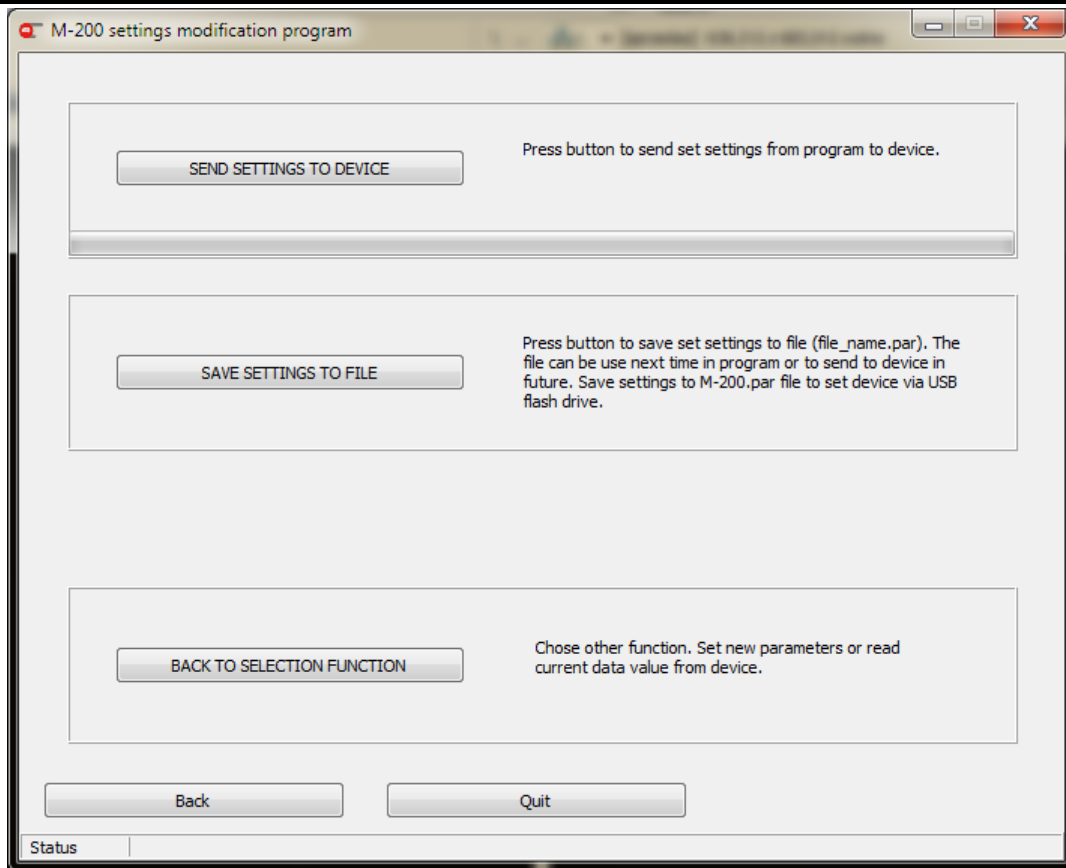 M-200 settings modification program
SEND SETTINGS TO DEVICE
Press button to send set settings from program to device.
SAVE SETTINGS TO FILE
Press button to save set settings to file (file_name.par). The
file can be use next time in program or to send to device in
future. Save settings to M-200.par file to set device via USB
flash drive.
BACK TO SELECTION FUNCTION
Chose other function. Set new parameters or read
current data value from device.
Back
Quit
Status